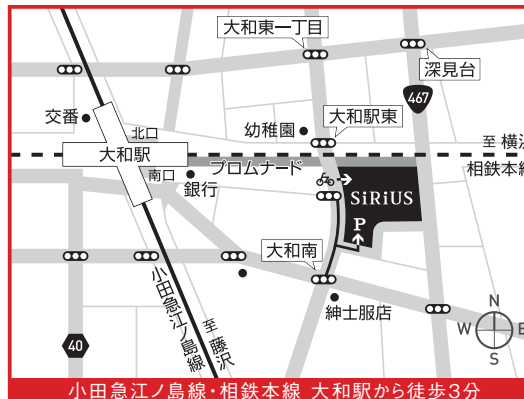 大和東一丁目
深見台
467
交番
北口
幼稚園
大和駅東
大和駅
至 横浜
相鉄本線
南口
プロムナード
銀行
SiRiUS
P
大和南
小田急江ノ島線
至 藤沢
紳士服店
40
N
W
E
S
小田急江ノ島線・相鉄本線 大和駅から徒歩3分